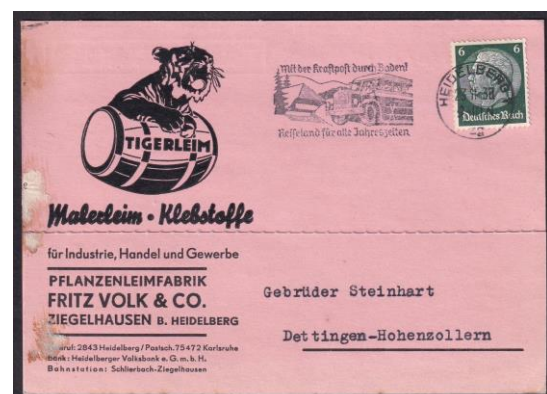 TIGERLEIM
Malerleim • Klebstoffe
für Industrie, Handel und Gewerbe
PFLANZENLEIMFABRIK
FRITZ VOLK & CO.
ZIEGELHAUSEN B. HEIDELBERG
2843 Heidelberg / Postsch. 75472 Karlsruhe
Bank: Heidelberger Volksbank e. G. m. b. H.
Bahnstation: Schlierbach-Ziegelhausen
Mit der Kraftpost durch Baden!
Reiseland für alle Jahreszeiten
HEIDELBERG
6 6
Deutsches Reich
Gebrüder Steinhart
Dettingen-Hohenzollern